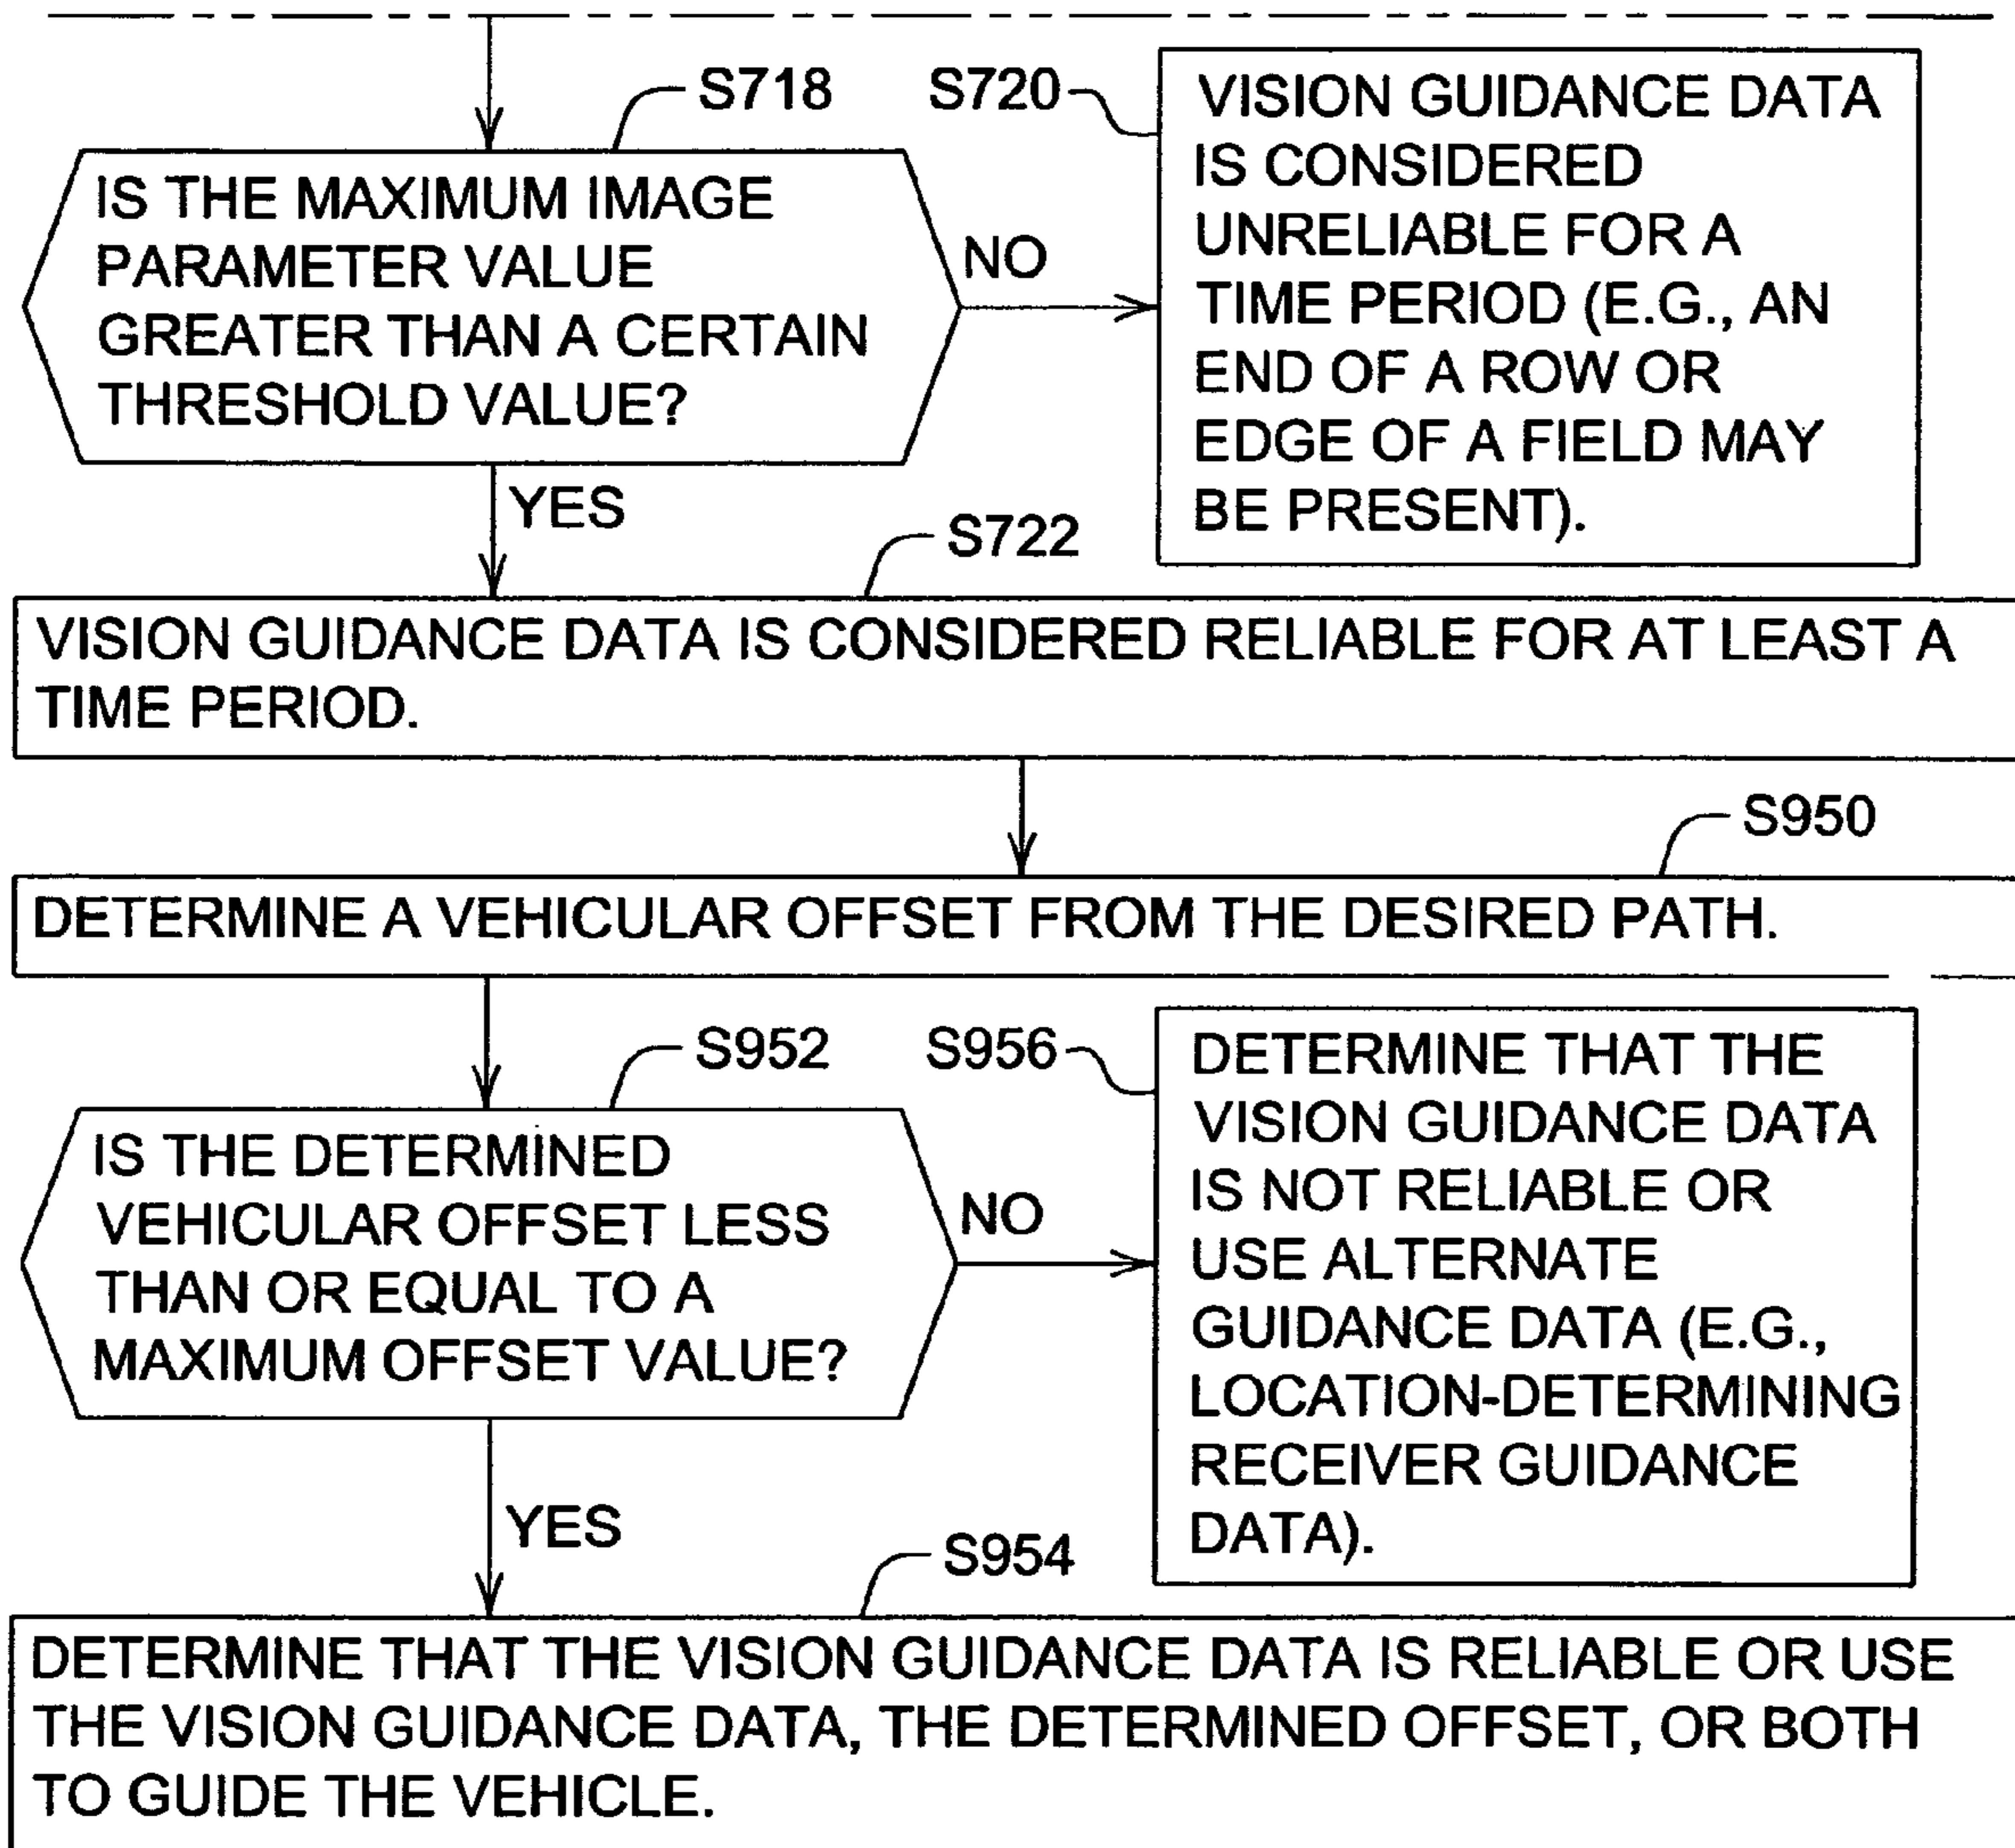 S718
IS THE MAXIMUM IMAGE
PARAMETER VALUE
GREATER THAN A CERTAIN
THRESHOLD VALUE?
NO
S720
VISION GUIDANCE DATA
IS CONSIDERED
UNRELIABLE FOR A
TIME PERIOD (E.G., AN
END OF A ROW OR
EDGE OF A FIELD MAY
BE PRESENT).
YES
S722
VISION GUIDANCE DATA IS CONSIDERED RELIABLE FOR AT LEAST A
TIME PERIOD.
S950
DETERMINE A VEHICULAR OFFSET FROM THE DESIRED PATH.
S952
IS THE DETERMINED
VEHICULAR OFFSET LESS
THAN OR EQUAL TO A
MAXIMUM OFFSET VALUE?
NO
S956
DETERMINE THAT THE
VISION GUIDANCE DATA
IS NOT RELIABLE OR
USE ALTERNATE
GUIDANCE DATA (E.G.,
LOCATION-DETERMINING
RECEIVER GUIDANCE
DATA).
YES
S954
DETERMINE THAT THE VISION GUIDANCE DATA IS RELIABLE OR USE
THE VISION GUIDANCE DATA, THE DETERMINED OFFSET, OR BOTH
TO GUIDE THE VEHICLE.